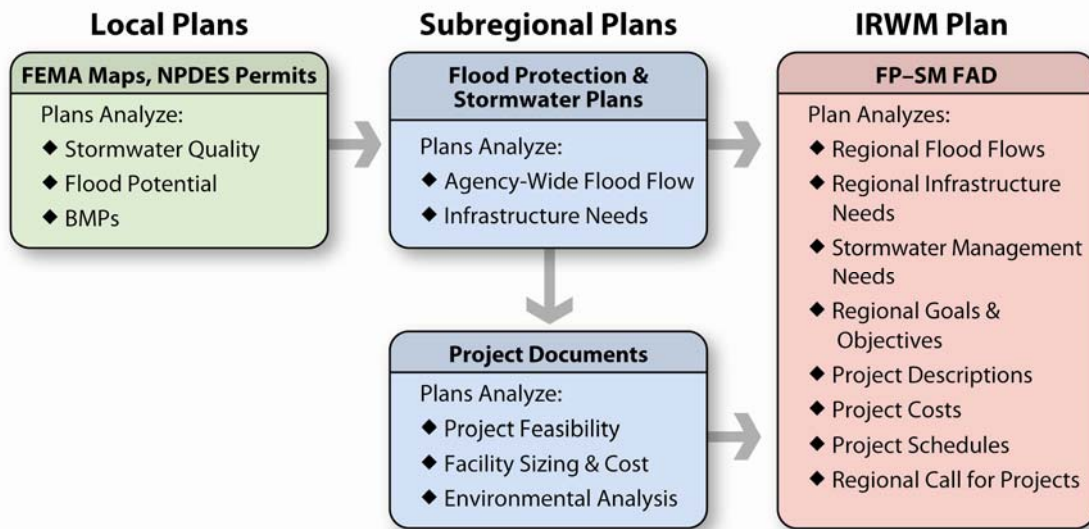 Local Plans
FEMA Maps, NPDES Permits
Plans Analyze:
◆ Stormwater Quality
◆ Flood Potential
◆ BMPs
Subregional Plans
Flood Protection &
Stormwater Plans
Plans Analyze:
◆ Agency-Wide Flood Flow
◆ Infrastructure Needs
Project Documents
Plans Analyze:
◆ Project Feasibility
◆ Facility Sizing & Cost
◆ Environmental Analysis
IRWM Plan
FP–SM FAD
Plan Analyzes:
◆ Regional Flood Flows
◆ Regional Infrastructure
Needs
◆ Stormwater Management
Needs
◆ Regional Goals &
Objectives
◆ Project Descriptions
◆ Project Costs
◆ Project Schedules
◆ Regional Call for Projects